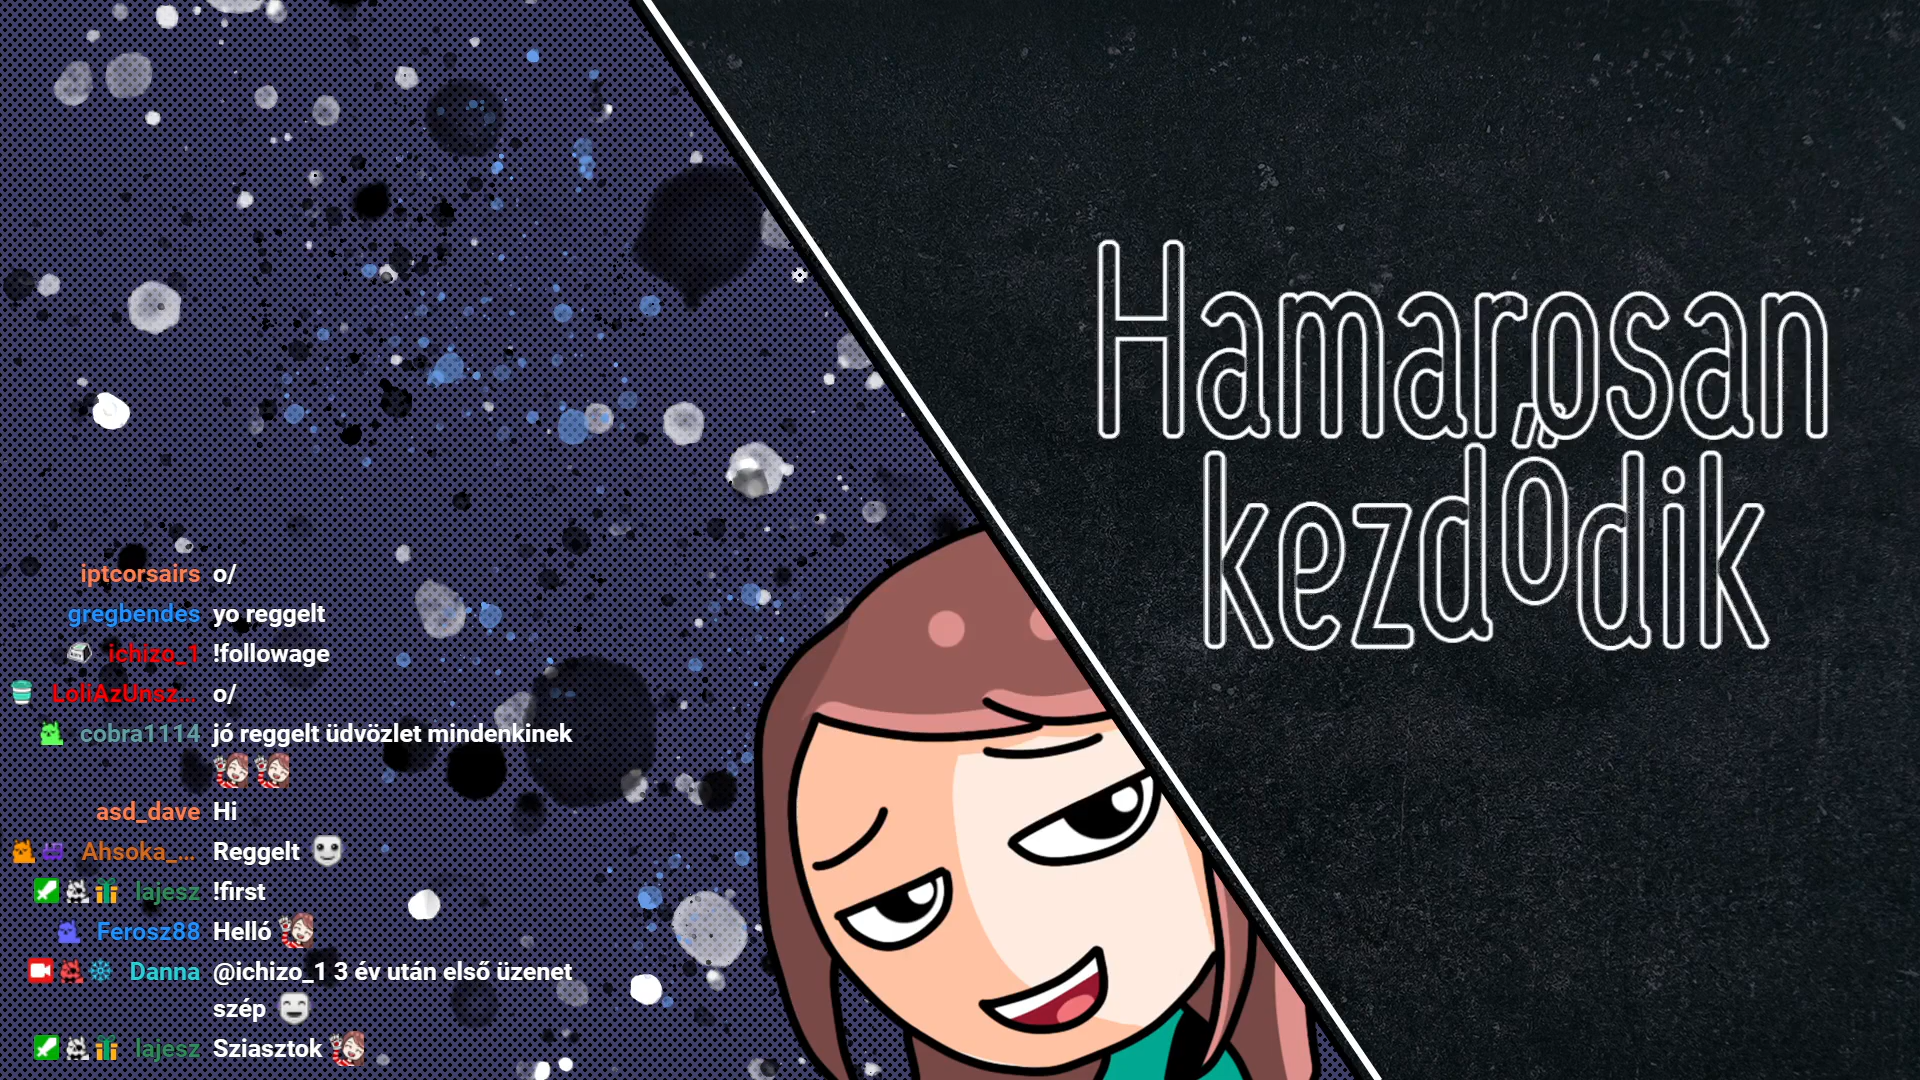 Hamarosan
kezdődik
iptcorsairs o/
gregbendes yo reggelt
ichizo_1 !followage
LoliAzUnsz... o/
cobra1114 jó reggelt üdvözlet mindenkinek
asd_dave Hi
Ahsoka_... Reggelt
lajesz !first
Ferosz88 Helló
Danna @ichizo_1 3 év után első üzenet
szép
lajesz Sziasztok